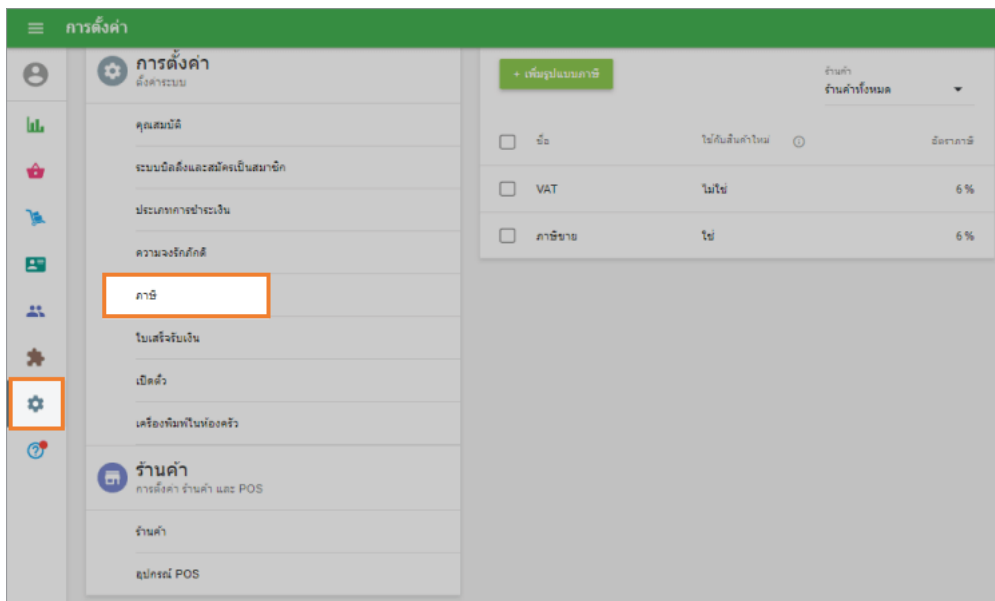 การตั้งค่า
การตั้งค่า
ตั้งค่าระบบ
คุณสมบัติ
ระบบบิลลิ่งและสมัครเป็นสมาชิก
ประเภทการชำระเงิน
ความจงรักภักดี
ภาษี
ใบเสร็จรับเงิน
เปิดตั๋ว
เครื่องพิมพ์ในห้องครัว
ร้านค้า
การตั้งค่า ร้านค้า และ POS
ร้านค้า
อุปกรณ์ POS
+ เพิ่มรูปแบบภาษี
ร้านค้า
ร้านค้าทั้งหมด
ชื่อ ใช้กับสินค้าใหม่ อัตราภาษี
VAT ไม่ใช่ 6 %
ภาษีขาย ใช่ 6 %